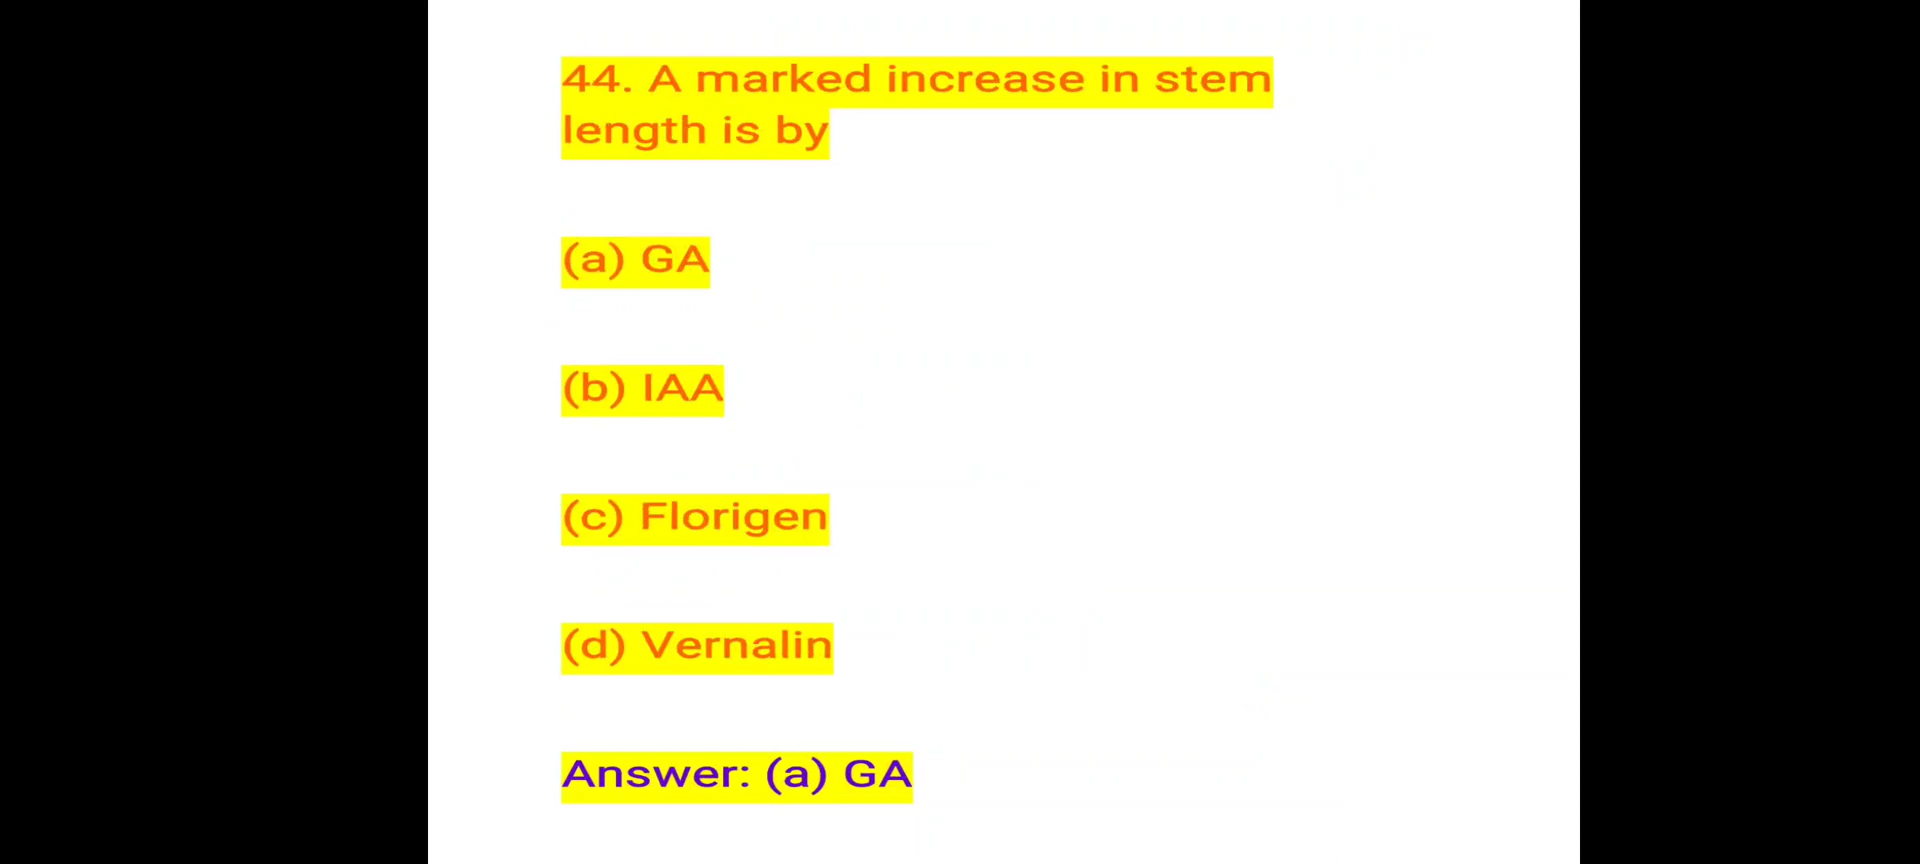 44. A marked increase in stem
length is by
(a) GA
(b) IAA
(c) Florigen
(d) Vernalin
Answer: (a) GA